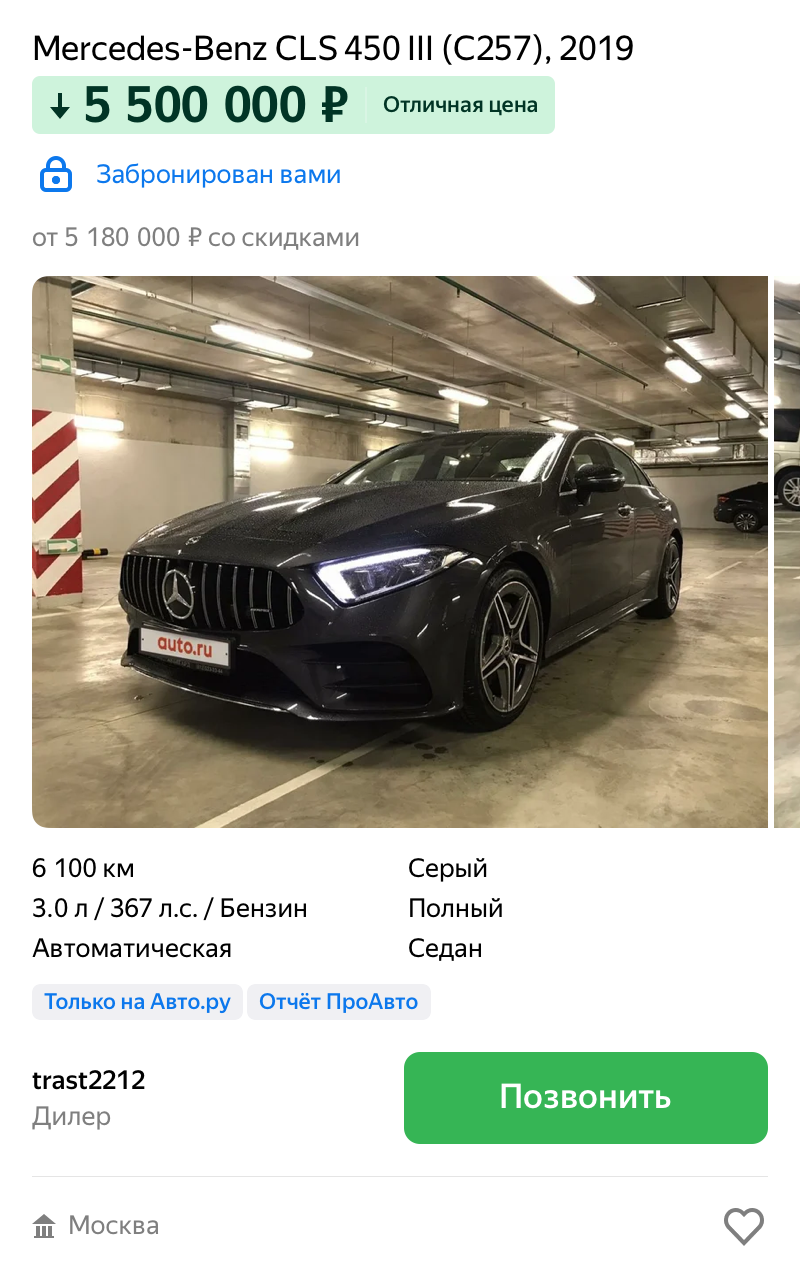 Mercedes-Benz CLS 450 III (C257), 2019
↓ 5 500 000 ₽ Отличная цена
Забронирован вами
от 5 180 000 ₽ со скидками
auto.ru
6 100 км
Серый
3.0 л / 367 л.с. / Бензин
Полный
Автоматическая
Седан
Только на Авто.ру
Отчёт ПроАвто
trast2212
Дилер
Позвонить
Москва